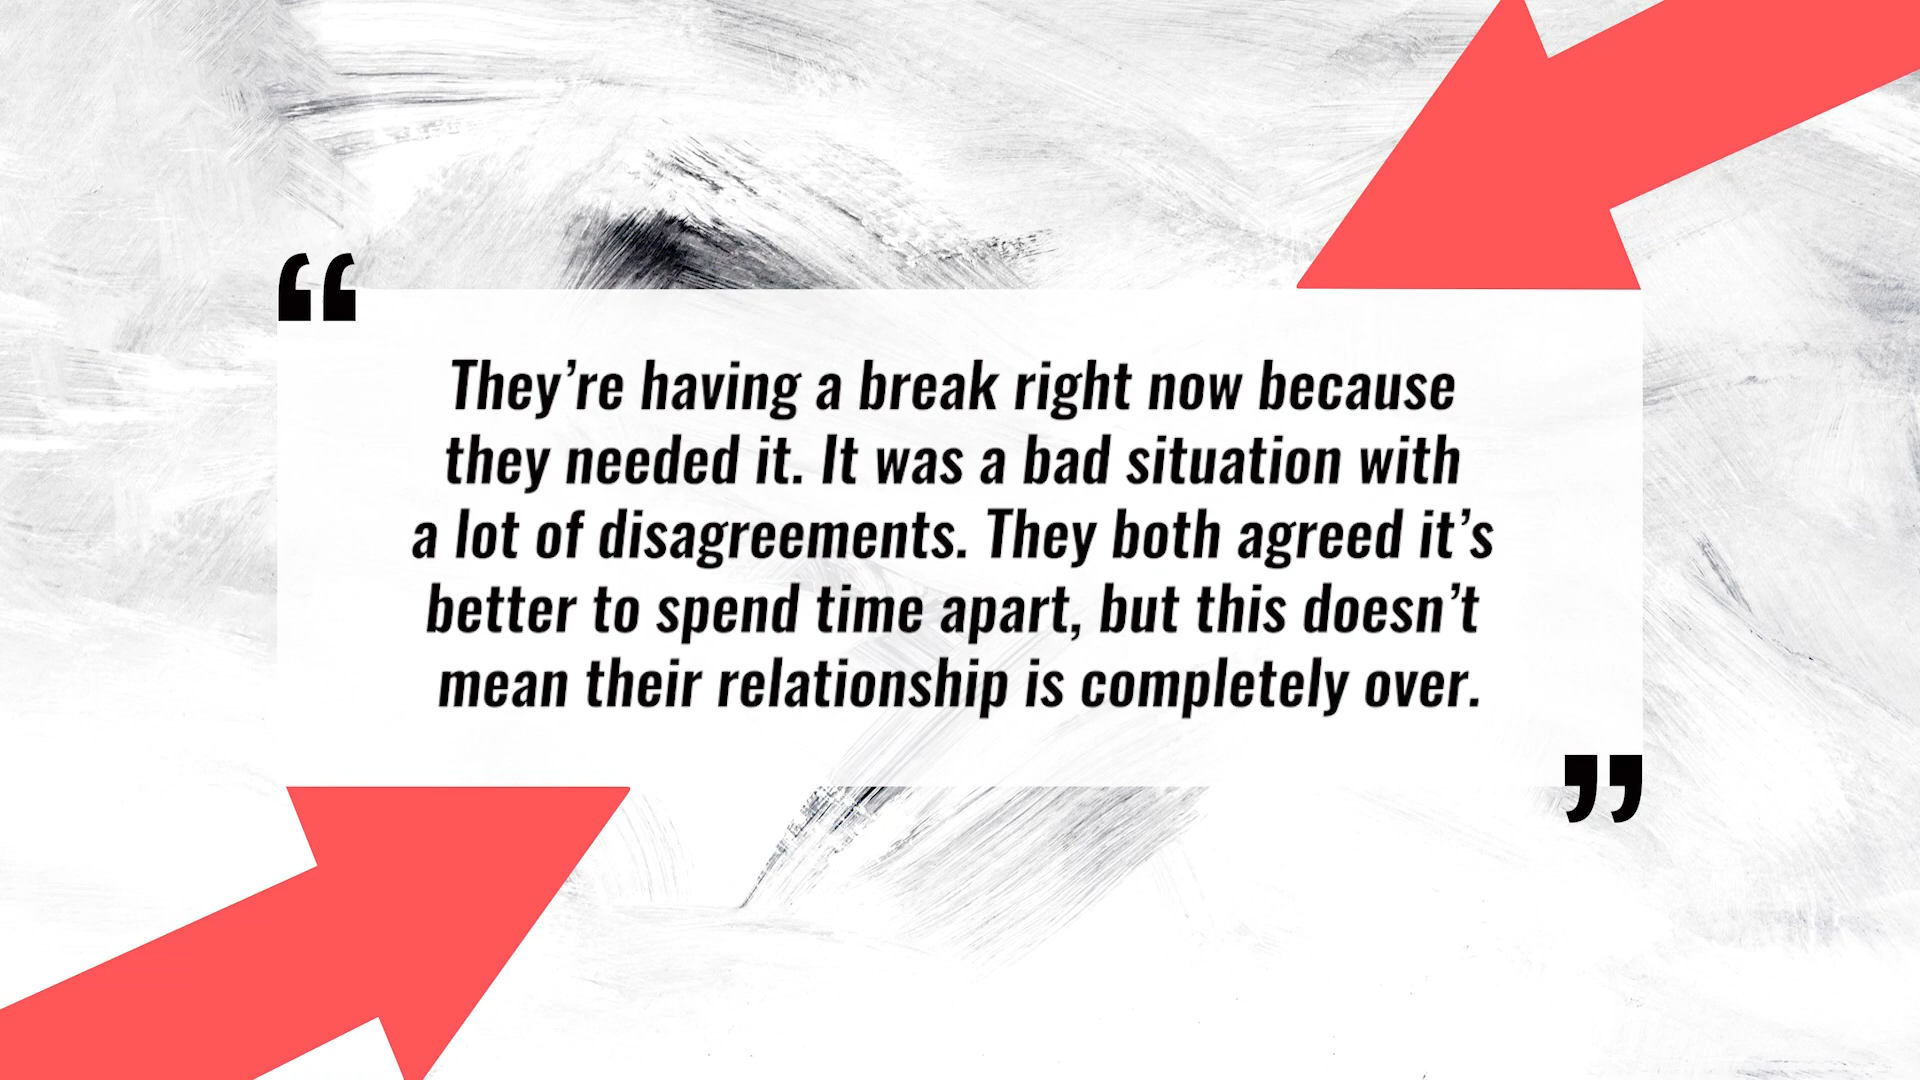 “
They’re having a break right now because
they needed it. It was a bad situation with
a lot of disagreements. They both agreed it’s
better to spend time apart, but this doesn’t
mean their relationship is completely over.
”